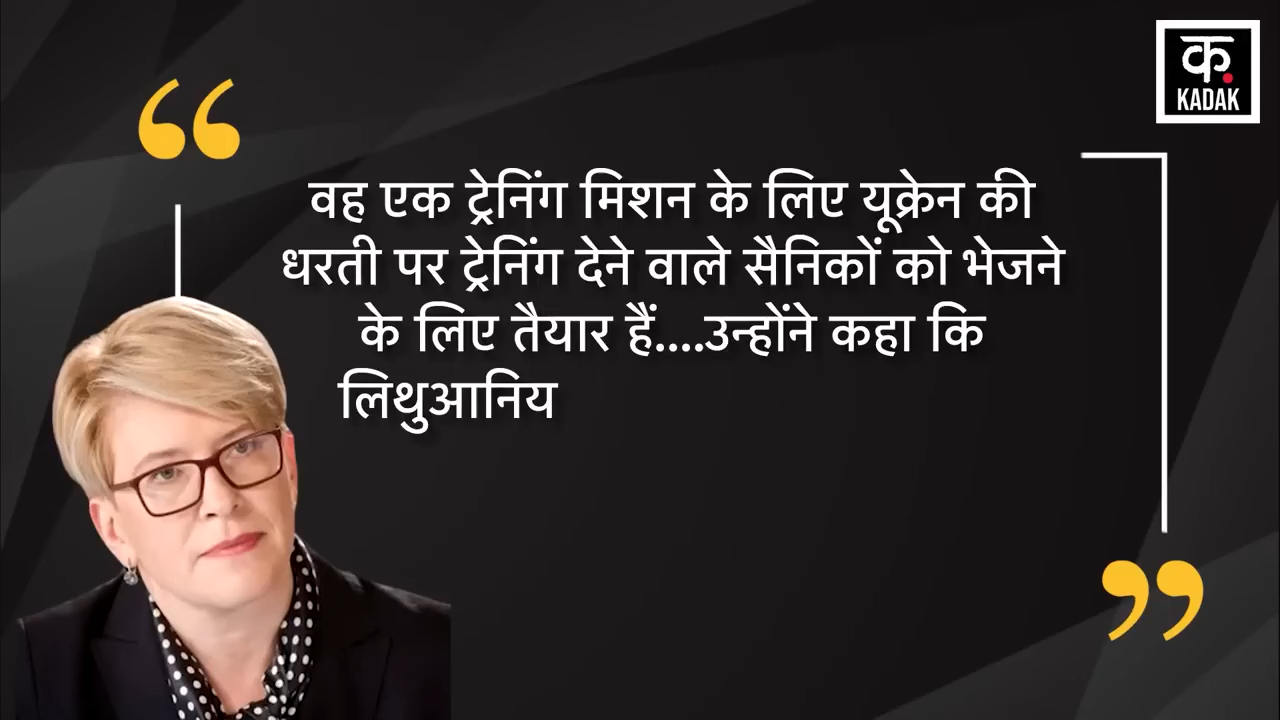 क.
KADAK
वह एक ट्रेनिंग मिशन के लिए यूक्रेन की
धरती पर ट्रेनिंग देने वाले सैनिकों को भेजने
के लिए तैयार हैं....उन्होंने कहा कि
लिथुआनिय